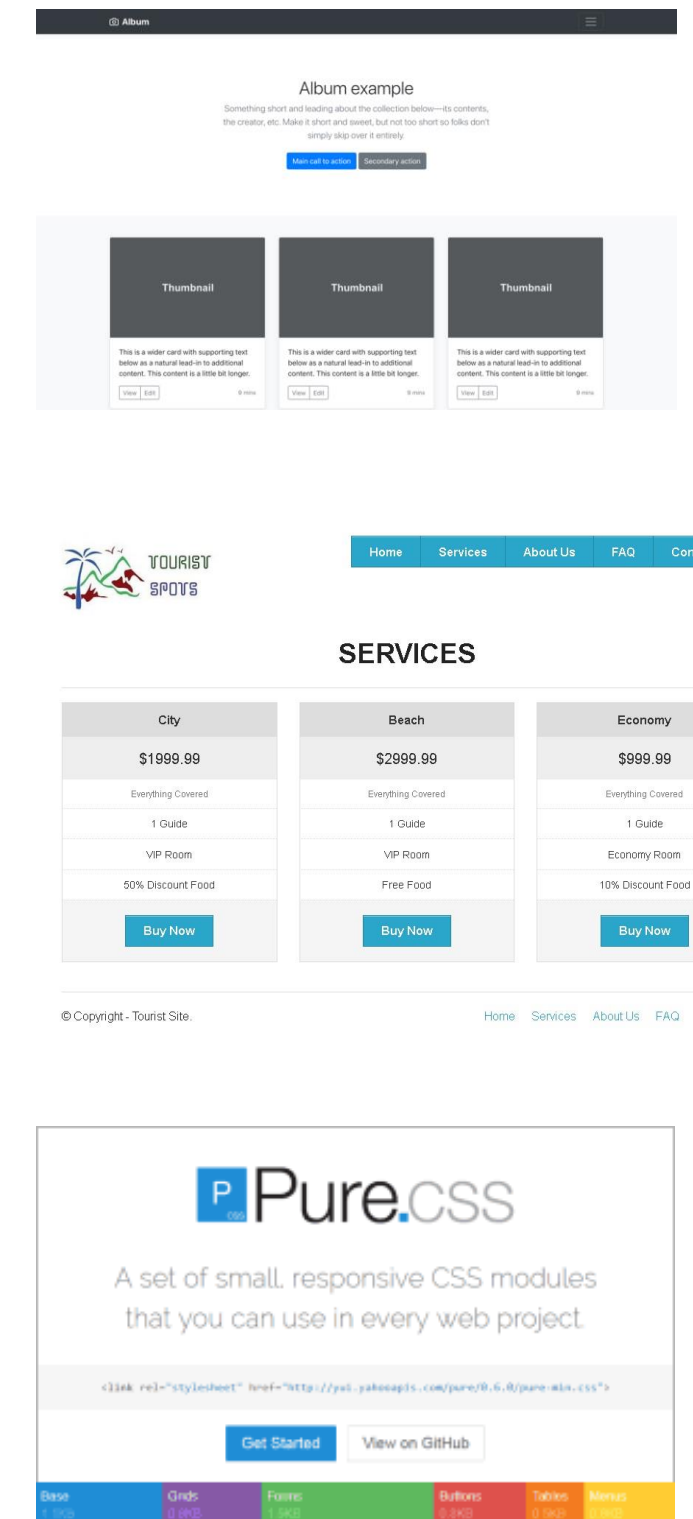 Album
Album example
Something short and leading about the collection below—its contents,
the creator, etc. Make it short and sweet, but not too short so folks don't
simply skip over it entirely.
Main call to action Secondary action
Thumbnail Thumbnail Thumbnail
This is a wider card with supporting text
below as a natural lead-in to additional
content. This content is a little bit longer.
View Edit 9 mins
This is a wider card with supporting text
below as a natural lead-in to additional
content. This content is a little bit longer.
View Edit 9 mins
This is a wider card with supporting text
below as a natural lead-in to additional
content. This content is a little bit longer.
View Edit 9 mins
TOURIST
SPOTS
Home Services About Us FAQ Con
SERVICES
City
$1999.99
Everything Covered
1 Guide
VIP Room
50% Discount Food
Buy Now
Beach
$2999.99
Everything Covered
1 Guide
VIP Room
Free Food
Buy Now
Economy
$999.99
Everything Covered
1 Guide
Economy Room
10% Discount Food
Buy Now
© Copyright - Tourist Site.
Home Services About Us FAQ
P
css
Pure.css
A set of small, responsive CSS modules
that you can use in every web project.
<link rel="stylesheet" href="http://yui.yahooapis.com/pure/0.6.0/pure-min.css">
Get Started View on GitHub
Base Grids Forms Buttons Tables Menus